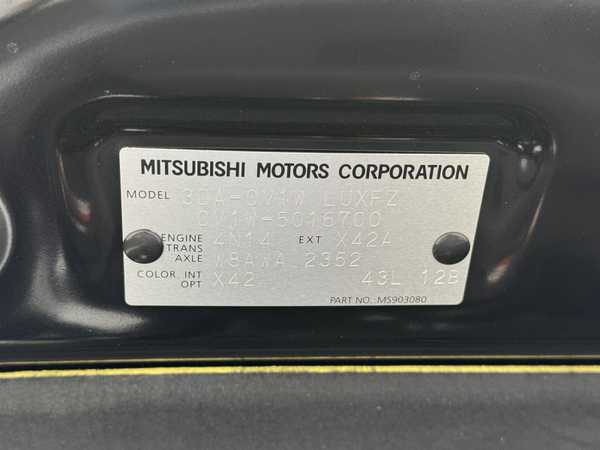 MITSUBISHI MOTORS CORPORATION
MODEL 3DA-CV1W LUXFZ
CV1W-5016700
ENGINE 4N14 EXT X42A
TRANS. AXLE W8AWA 2352
COLOR, INT OPT X42 43L 12B
PART NO.: MS903080